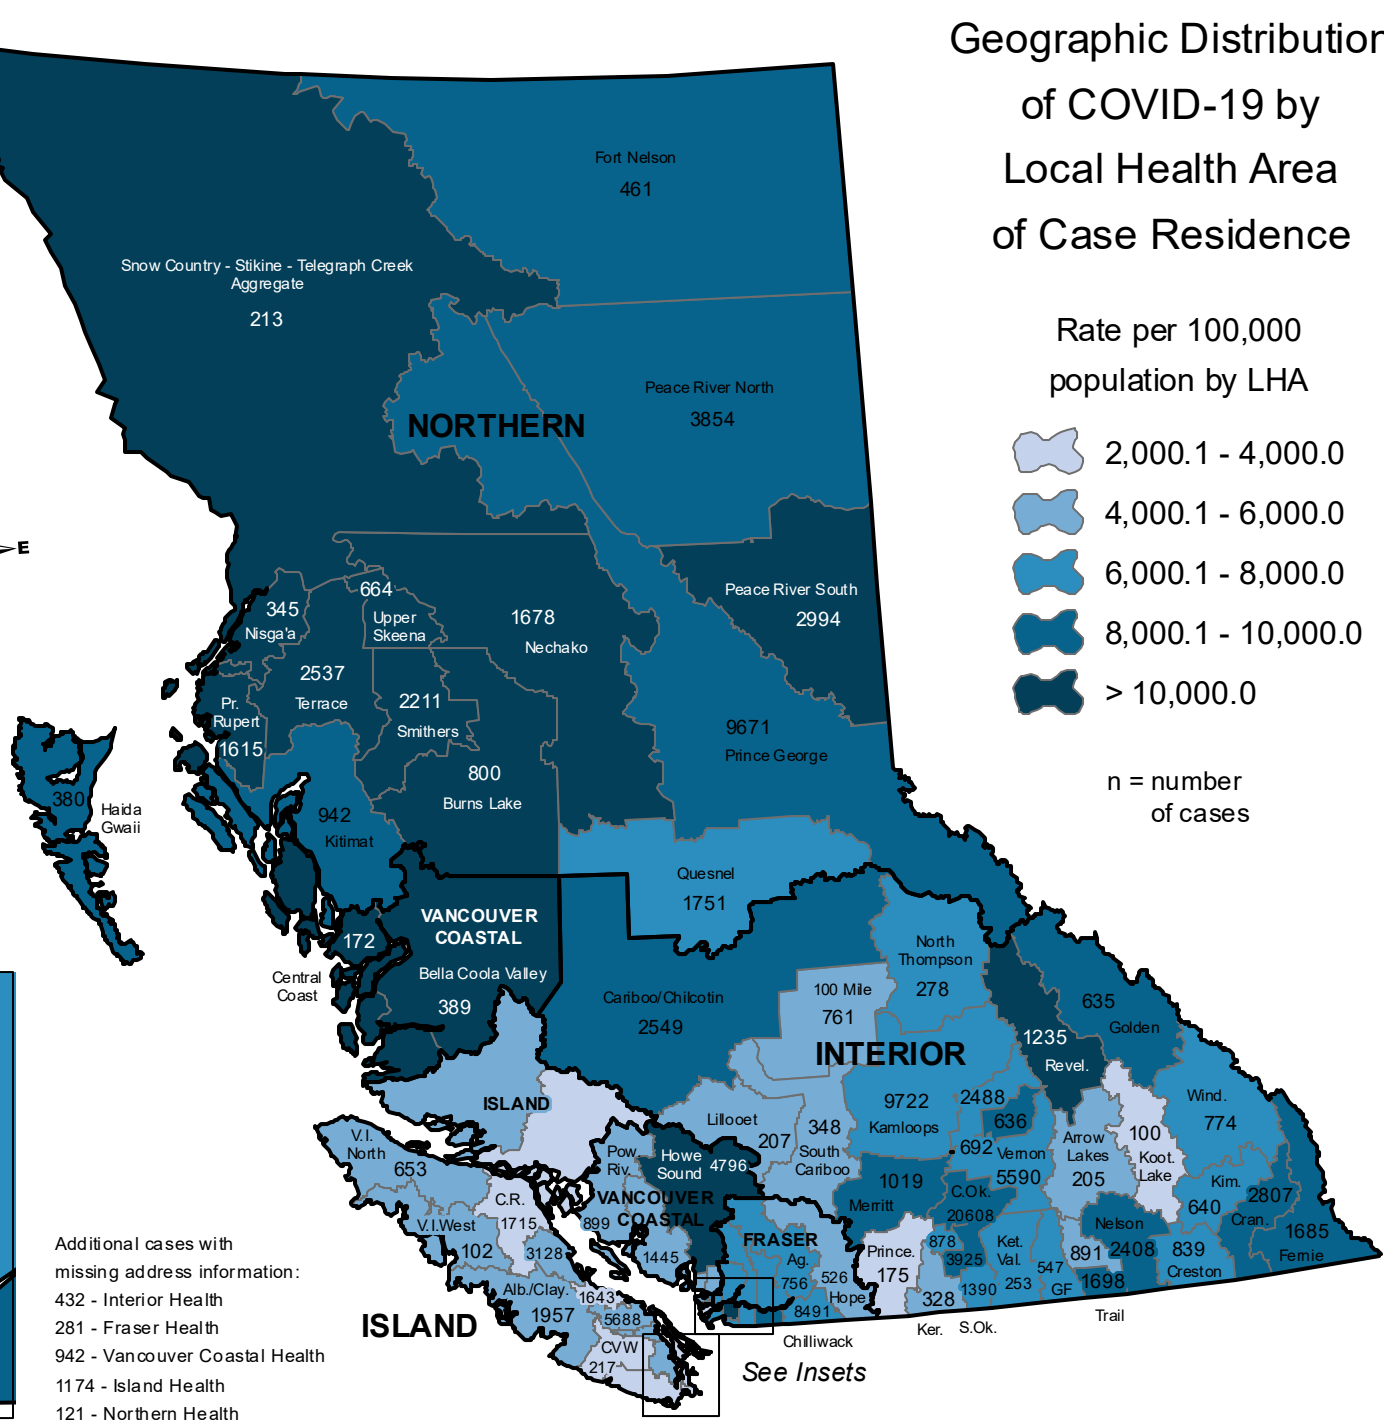 Geographic Distribution
of COVID-19 by
Local Health Area
of Case Residence
Rate per 100,000
population by LHA
2,000.1 - 4,000.0
4,000.1 - 6,000.0
6,000.1 - 8,000.0
8,000.1 - 10,000.0
> 10,000.0
n = number
of cases
Fort Nelson
461
Snow Country - Stikine - Telegraph Creek
Aggregate
213
Peace River North
3854
NORTHERN
E
Peace River South
2994
664
Upper
Skeena
345
Nisga'a
1678
Nechako
2537
Terrace
2211
Smithers
Pr.
Rupert
1615
9671
Prince George
800
Burns Lake
380
Haida
Gwaii
942
Kitimat
Quesnel
1751
VANCOUVER
COASTAL
172
Central
Coast
Bella Coola Valley
389
Cariboo/Chilcotin
2549
North
Thompson
278
100 Mile
761
635
Golden
1235
Revel.
INTERIOR
ISLAND
9722
Kamloops
2488
636
Wind.
774
Lillooet
207
348
South
Cariboo
692
Vernon
5590
Arrow
Lakes
205
100
Koot.
Lake
V.I.
North
653
Pow.
Riv.
Howe
Sound
4796
C.R.
1715
VANCOUVER
COASTAL
899
1445
1019
Merritt
C.Ok.
20608
Kim.
640
2807
Cran.
V.I.West
102
3128
FRASER
Ag.
756
526
Hope
8491
Prince.
175
878
3925
Ket.
Val.
253
547
GF
891
Nelson
2408
1698
839
Creston
1685
Fernie
328
1390
Alb./Clay.
1957
1643
5688
CVW
217
ISLAND
Chilliwack
Ker.
S.Ok.
Trail
See Insets
Additional cases with
missing address information:
432 - Interior Health
281 - Fraser Health
942 - Vancouver Coastal Health
1174 - Island Health
121 - Northern Health